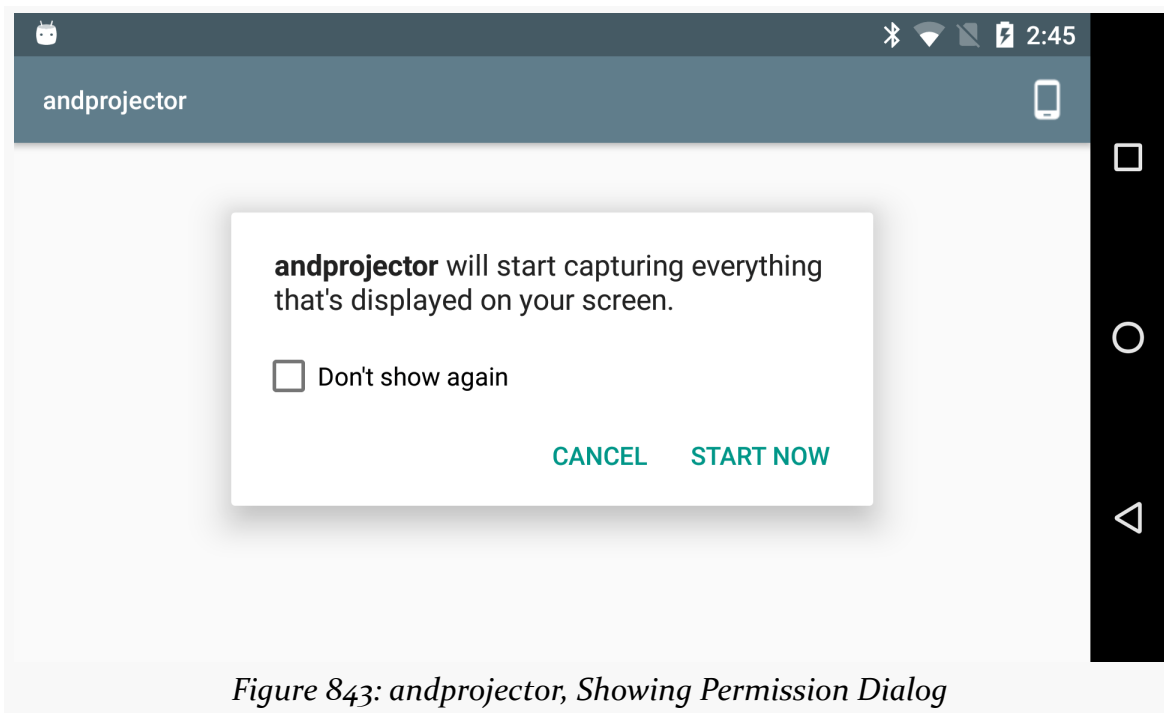 2:45
andprojector
andprojector will start capturing everything
that's displayed on your screen.
Don't show again
CANCEL START NOW
Figure 843: andprojector, Showing Permission Dialog